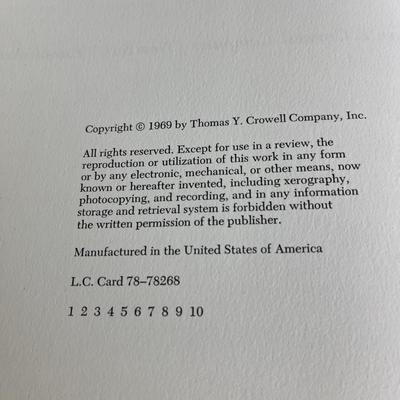 Copyright © 1969 by Thomas Y. Crowell Company, Inc.
All rights reserved. Except for use in a review, the
reproduction or utilization of this work in any form
or by any electronic, mechanical, or other means, now
known or hereafter invented, including xerography,
photocopying, and recording, and in any information
storage and retrieval system is forbidden without
the written permission of the publisher.
Manufactured in the United States of America
L.C. Card 78–78268
1 2 3 4 5 6 7 8 9 10